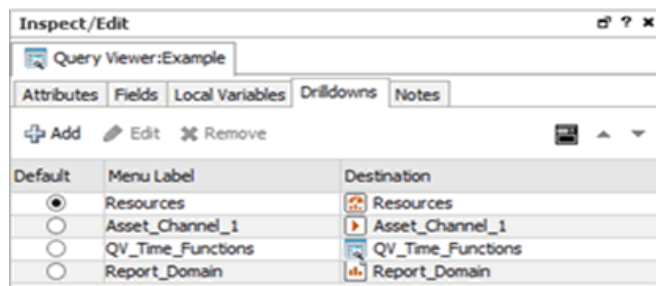 Inspect/Edit
Query Viewer:Example
Attributes Fields Local Variables Drilldowns Notes
Add Edit Remove
Default Menu Label Destination
Resources Resources
Asset_Channel_1 Asset_Channel_1
QV_Time_Functions QV_Time_Functions
Report_Domain Report_Domain